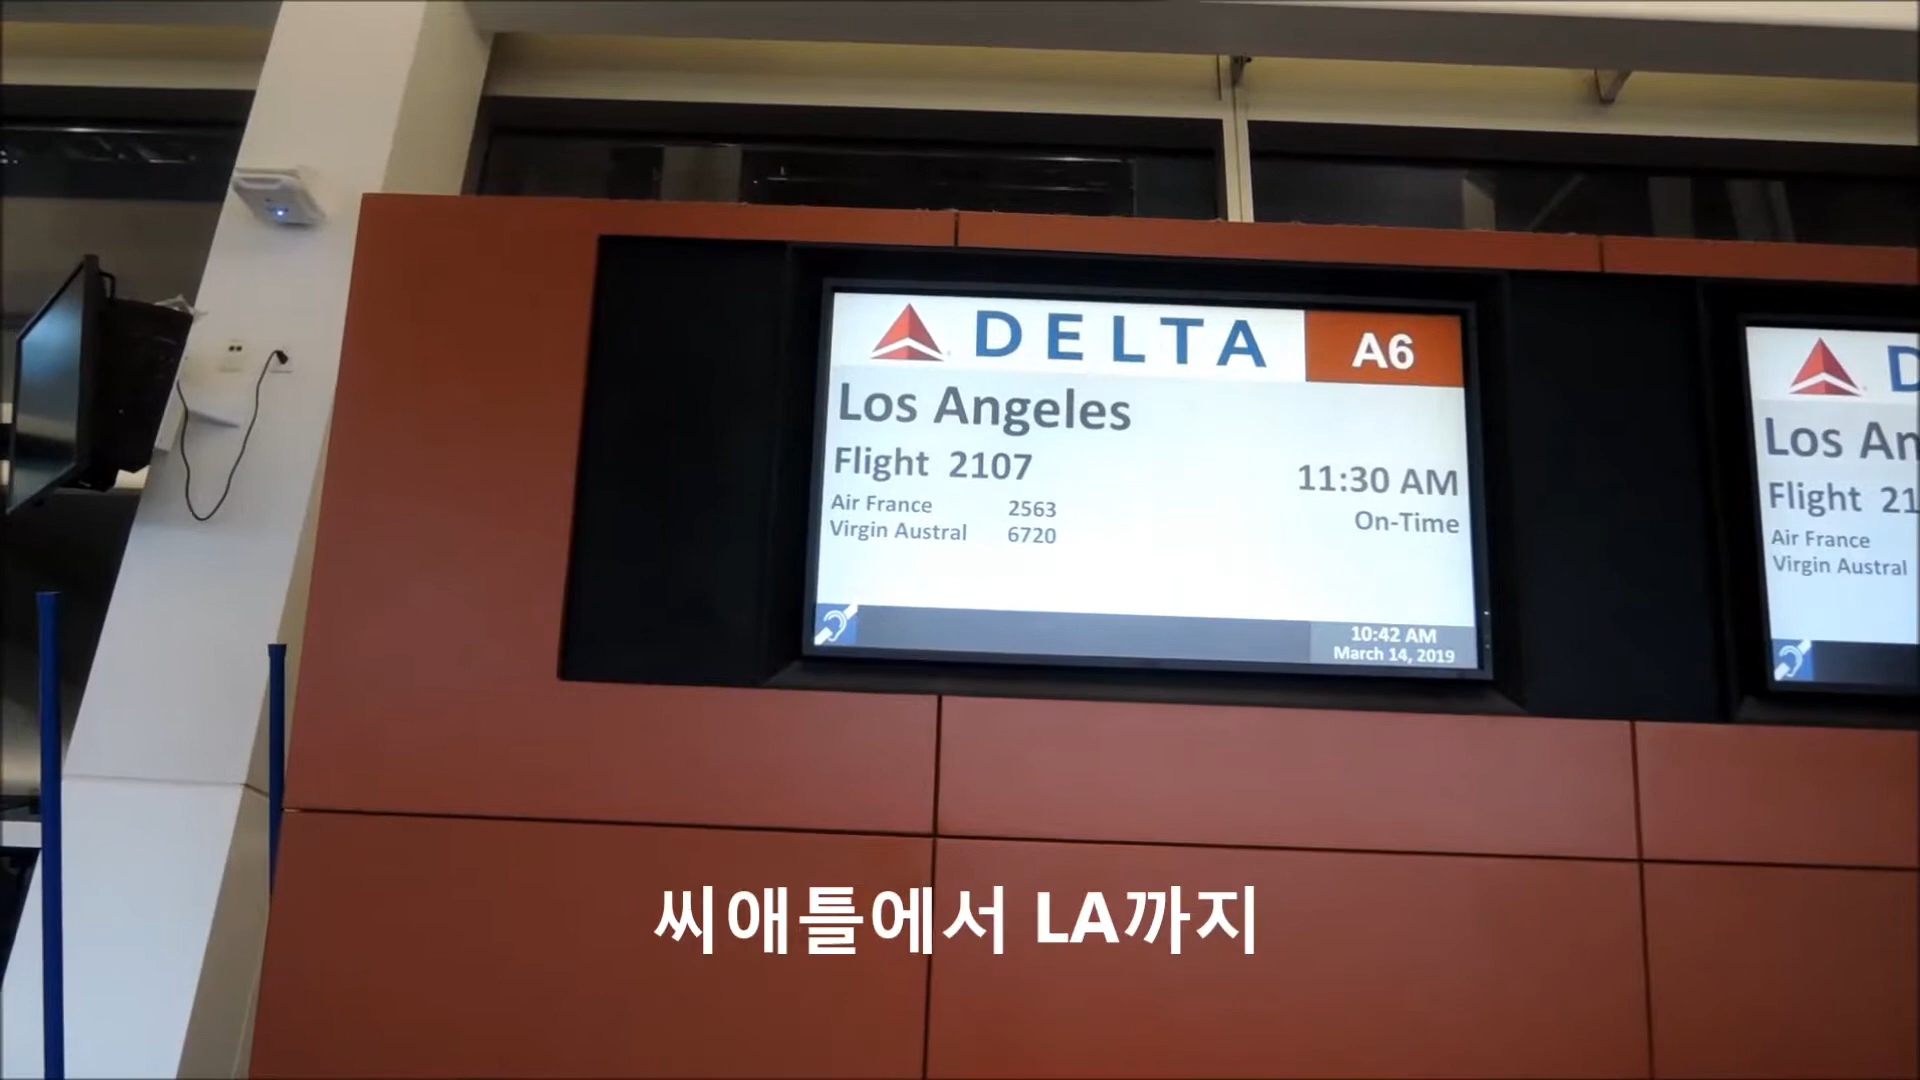 DELTA A6
Los Angeles
Flight 2107 11:30 AM
Air France 2563 On-Time
Virgin Austral 6720
10:42 AM
March 14, 2019
D
Los An
Flight 21
Air France
Virgin Austral
씨애틀에서 LA까지